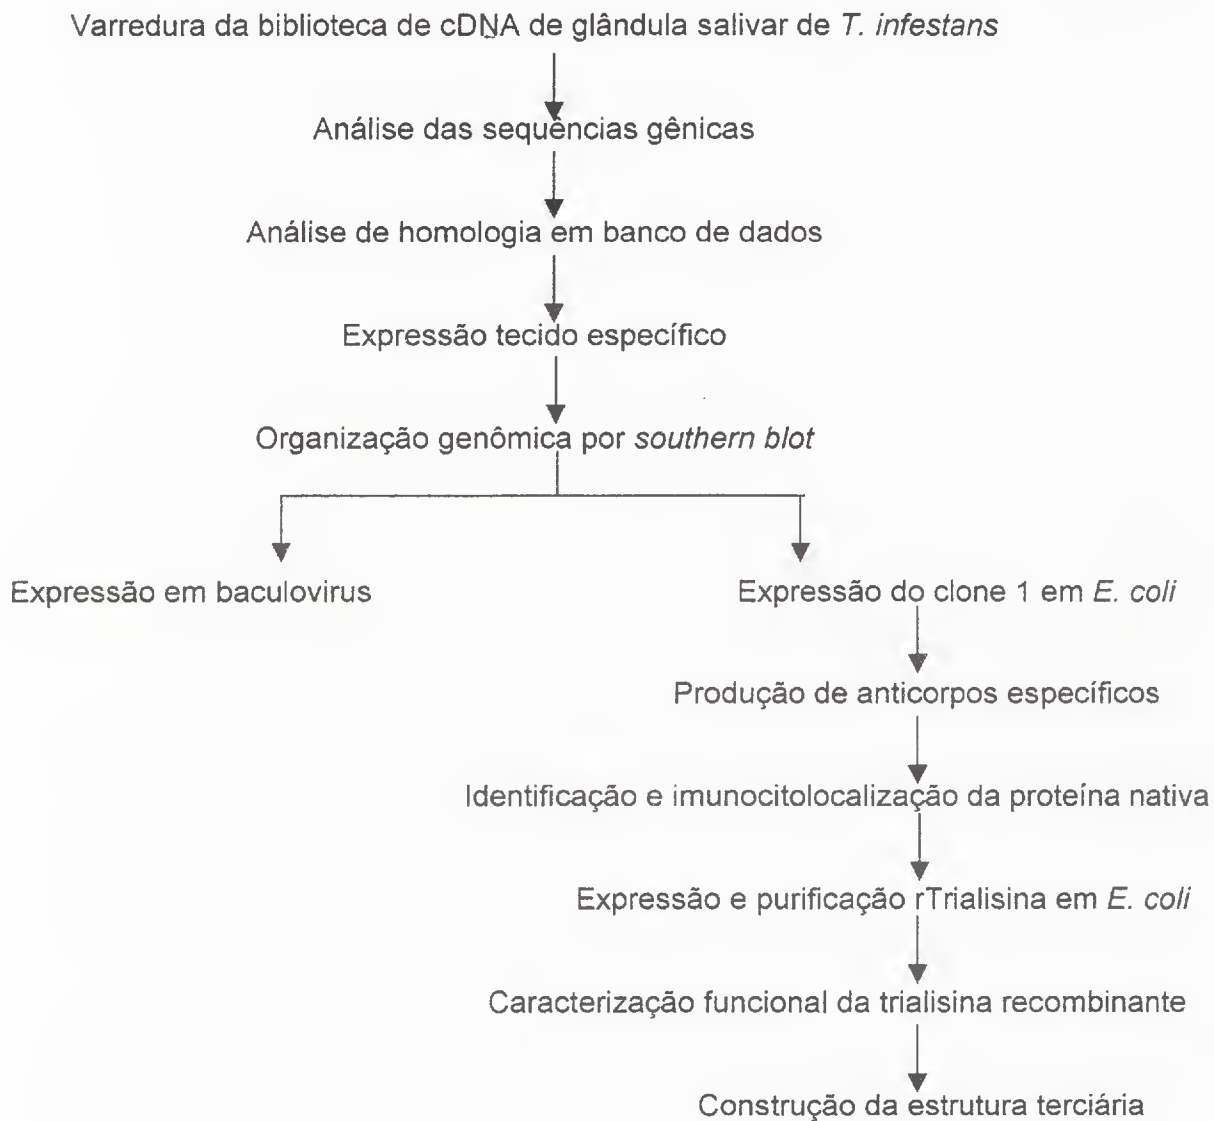 Varredura da biblioteca de cDNA de glândula salivar de T. infestans
Análise das sequências gênicas
Análise de homologia em banco de dados
Expressão tecido específico
Organização genômica por southern blot
Expressão em baculovirus
Expressão do clone 1 em E. coli
Produção de anticorpos específicos
Identificação e imunocitolocalização da proteína nativa
Expressão e purificação rTrialisina em E. coli
Caracterização funcional da trialisina recombinante
Construção da estrutura terciária